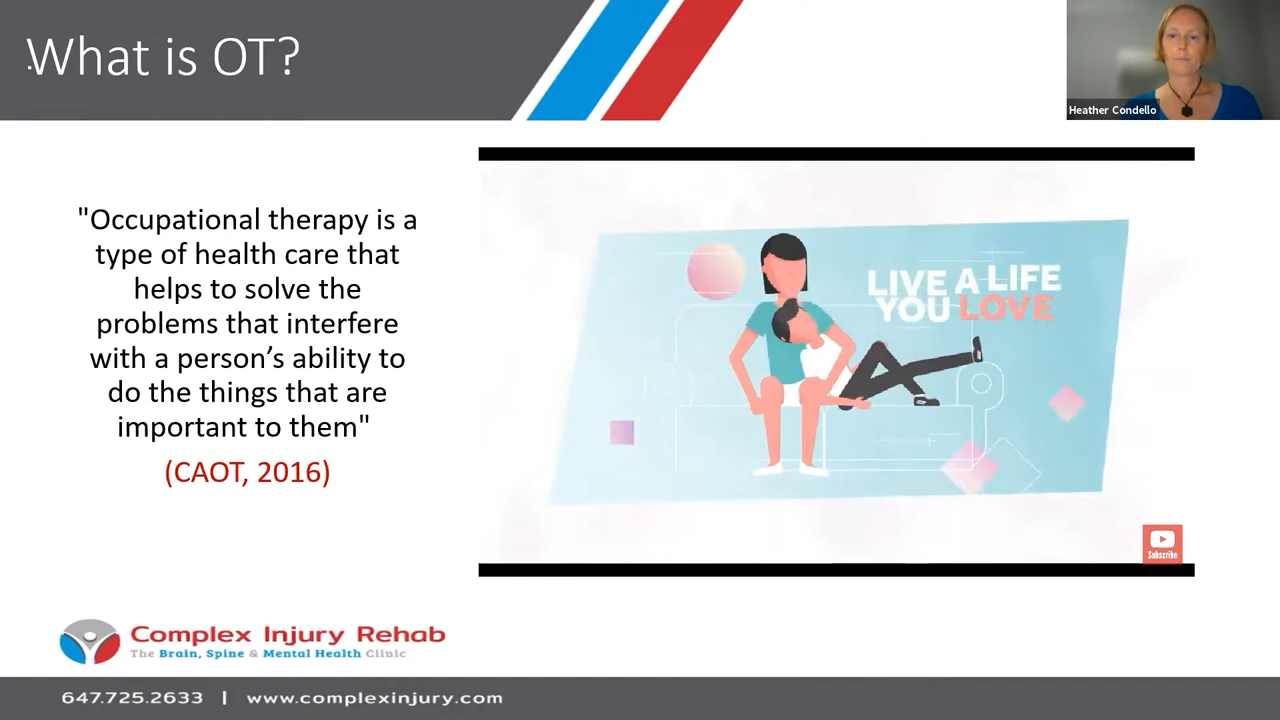 What is OT?
Heather Condello
"Occupational therapy is a
type of health care that
helps to solve the
problems that interfere
with a person’s ability to
do the things that are
important to them"
(CAOT, 2016)
LIVE A LIFE
YOU LOVE
Subscribe
Complex Injury Rehab
The Brain, Spine & Mental Health Clinic
647.725.2633 | www.complexinjury.com